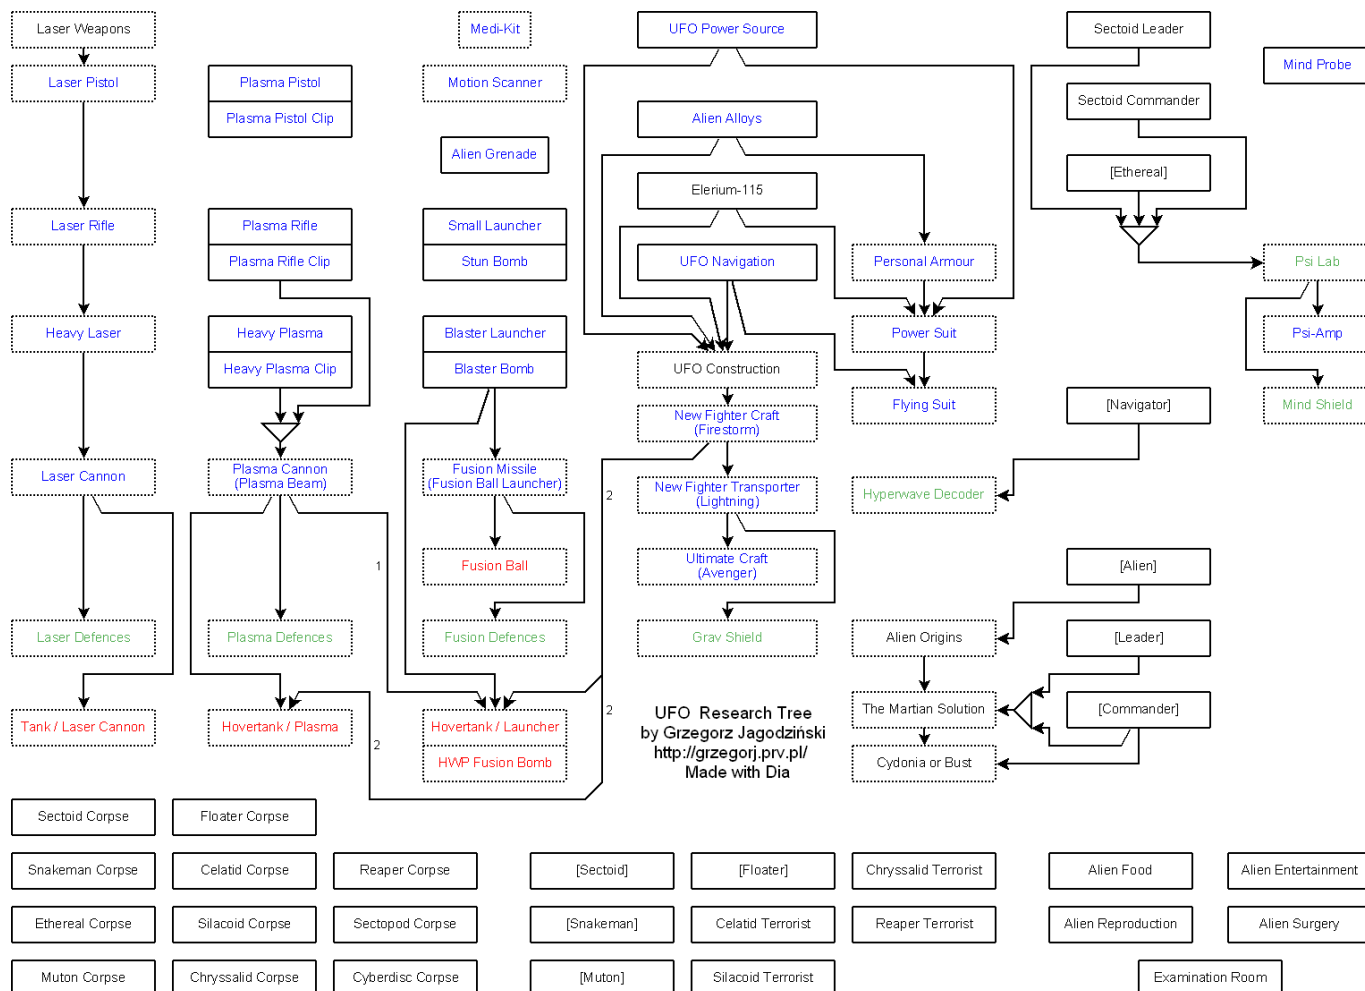 Laser Weapons
Medi-Kit
UFO Power Source
Sectoid Leader
Mind Probe
Laser Pistol
Plasma Pistol
Plasma Pistol Clip
Motion Scanner
Sectoid Commander
Alien Alloys
Alien Grenade
[Ethereal]
Elerium-115
Laser Rifle
Plasma Rifle
Plasma Rifle Clip
Small Launcher
Stun Bomb
UFO Navigation
Personal Armour
Psi Lab
Heavy Laser
Heavy Plasma
Heavy Plasma Clip
Blaster Launcher
Blaster Bomb
Power Suit
Psi-Amp
UFO Construction
New Fighter Craft
(Firestorm)
Flying Suit
[Navigator]
Mind Shield
Laser Cannon
Plasma Cannon
(Plasma Beam)
Fusion Missile
(Fusion Ball Launcher)
2
New Fighter Transporter
(Lightning)
Hyperwave Decoder
1
Fusion Ball
Ultimate Craft
(Avenger)
[Alien]
Laser Defences
Plasma Defences
Fusion Defences
Grav Shield
Alien Origins
[Leader]
Tank / Laser Cannon
Hovertank / Plasma
2
Hovertank / Launcher
HWP Fusion Bomb
2
UFO Research Tree
by Grzegorz Jagodziński
http://grzegorj.prv.pl/
Made with Dia
The Martian Solution
[Commander]
Cydonia or Bust
Sectoid Corpse
Floater Corpse
Snakeman Corpse
Celatid Corpse
Reaper Corpse
[Sectoid]
[Floater]
Chryssalid Terrorist
Alien Food
Alien Entertainment
Ethereal Corpse
Silacoid Corpse
Sectopod Corpse
[Snakeman]
Celatid Terrorist
Reaper Terrorist
Alien Reproduction
Alien Surgery
Muton Corpse
Chryssalid Corpse
Cyberdisc Corpse
[Muton]
Silacoid Terrorist
Examination Room